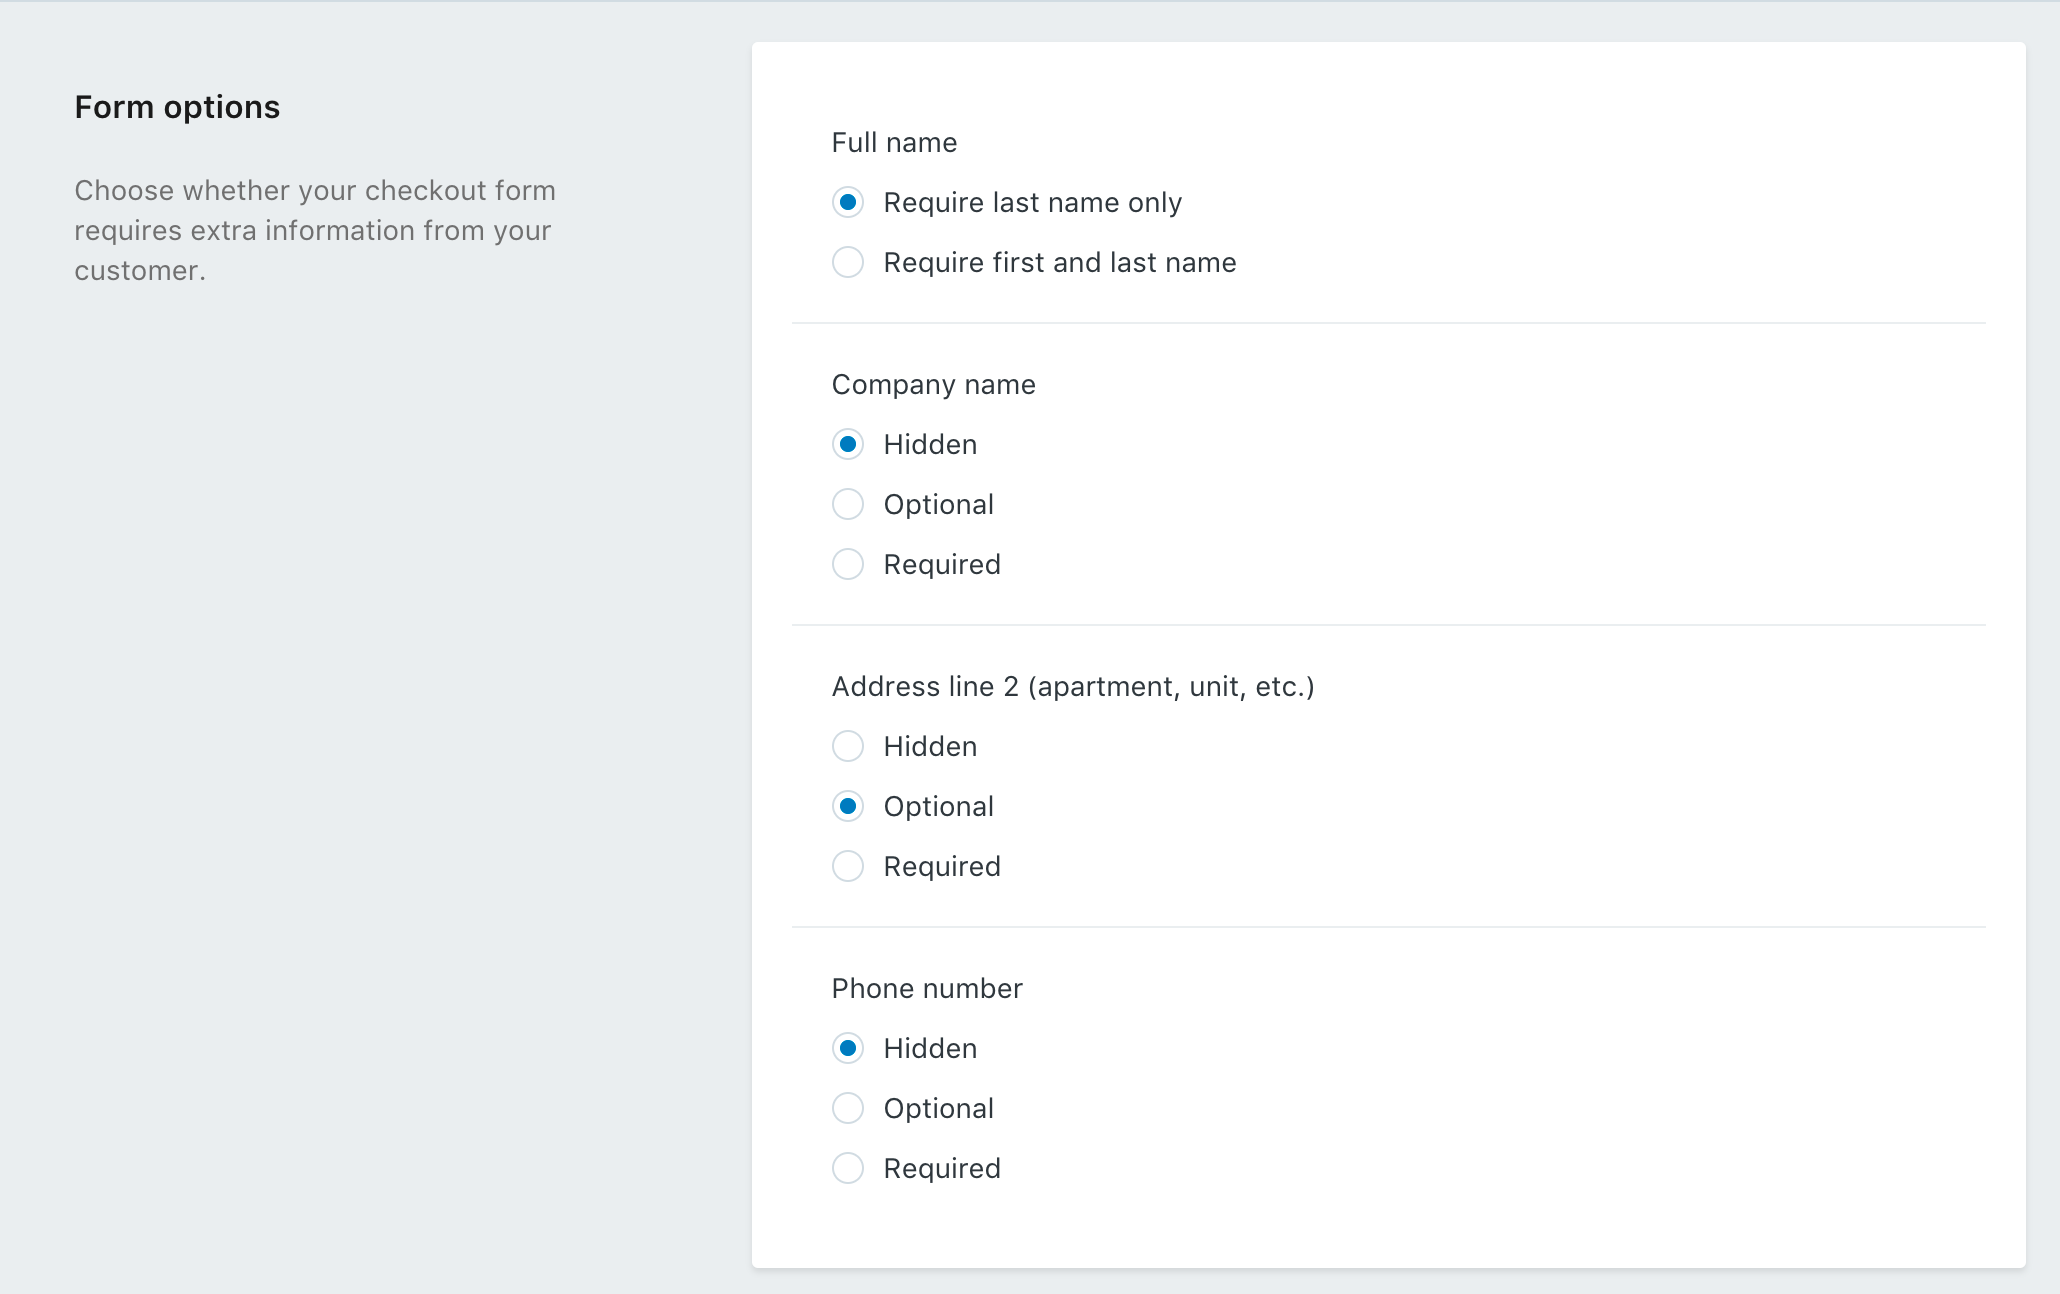 Form options
Choose whether your checkout form
requires extra information from your
customer.
Full name
Require last name only
Require first and last name
Company name
Hidden
Optional
Required
Address line 2 (apartment, unit, etc.)
Hidden
Optional
Required
Phone number
Hidden
Optional
Required